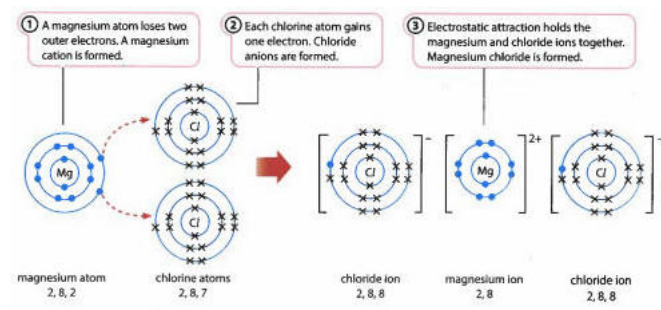 1 A magnesium atom loses two
outer electrons. A magnesium
cation is formed.
2 Each chlorine atom gains
one electron. Chloride
anions are formed.
3 Electrostatic attraction holds the
magnesium and chloride ions together.
Magnesium chloride is formed.
Mg
Cl
Cl
Cl
−
Mg
2+
Cl
−
magnesium atom
2, 8, 2
chlorine atoms
2, 8, 7
chloride ion
2, 8, 8
magnesium ion
2, 8
chloride ion
2, 8, 8